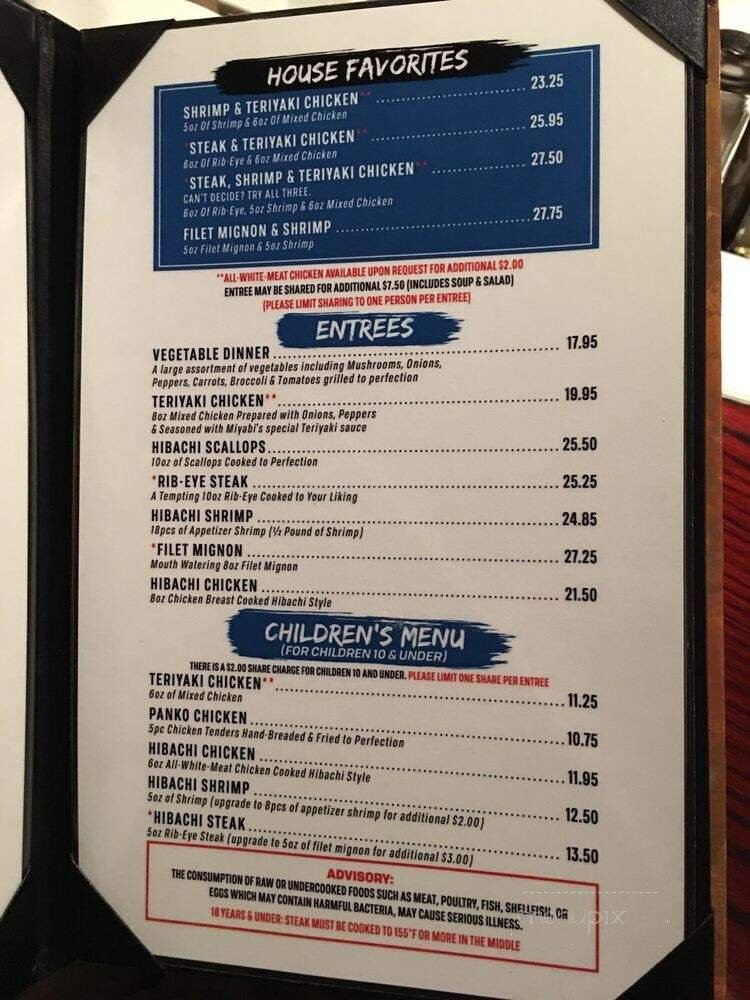 HOUSE FAVORITES
SHRIMP & TERIYAKI CHICKEN** 23.25
5oz Of Shrimp & 6oz Of Mixed Chicken
*STEAK & TERIYAKI CHICKEN** 25.95
6oz Of Rib-Eye & 6oz Mixed Chicken
*STEAK, SHRIMP & TERIYAKI CHICKEN** 27.50
CAN'T DECIDE? TRY ALL THREE.
6oz Of Rib-Eye, 5oz Shrimp & 6oz Mixed Chicken
FILET MIGNON & SHRIMP 27.75
5oz Filet Mignon & 5oz Shrimp
**ALL-WHITE-MEAT CHICKEN AVAILABLE UPON REQUEST FOR ADDITIONAL $2.00
ENTREE MAY BE SHARED FOR ADDITIONAL $7.50 (INCLUDES SOUP & SALAD)
(PLEASE LIMIT SHARING TO ONE PERSON PER ENTREE)
ENTREES
VEGETABLE DINNER 17.95
A large assortment of vegetables including Mushrooms, Onions,
Peppers, Carrots, Broccoli & Tomatoes grilled to perfection
TERIYAKI CHICKEN** 19.95
8oz Mixed Chicken Prepared with Onions, Peppers
& Seasoned with Miyabi's special Teriyaki sauce
HIBACHI SCALLOPS 25.50
10oz of Scallops Cooked to Perfection
*RIB-EYE STEAK 25.25
A Tempting 10oz Rib-Eye Cooked to Your Liking
HIBACHI SHRIMP 24.85
18pcs of Appetizer Shrimp (½ Pound of Shrimp)
*FILET MIGNON 27.25
Mouth Watering 8oz Filet Mignon
HIBACHI CHICKEN 21.50
8oz Chicken Breast Cooked Hibachi Style
CHILDREN'S MENU
(FOR CHILDREN 10 & UNDER)
THERE IS A $2.00 SHARE CHARGE FOR CHILDREN 10 AND UNDER. PLEASE LIMIT ONE SHARE PER ENTREE
TERIYAKI CHICKEN** 11.25
6oz of Mixed Chicken
PANKO CHICKEN 10.75
5pc Chicken Tenders Hand-Breaded & Fried to Perfection
HIBACHI CHICKEN 11.95
6oz All-White-Meat Chicken Cooked Hibachi Style
HIBACHI SHRIMP 12.50
5oz of Shrimp (upgrade to 8pcs of appetizer shrimp for additional $2.00)
*HIBACHI STEAK 13.50
5oz Rib-Eye Steak (upgrade to 5oz of filet mignon for additional $3.00)
ADVISORY:
THE CONSUMPTION OF RAW OR UNDERCOOKED FOODS SUCH AS MEAT, POULTRY, FISH, SHELLFISH, OR
EGGS WHICH MAY CONTAIN HARMFUL BACTERIA, MAY CAUSE SERIOUS ILLNESS.
18 YEARS & UNDER: STEAK MUST BE COOKED TO 155°F OR MORE IN THE MIDDLE
menupix